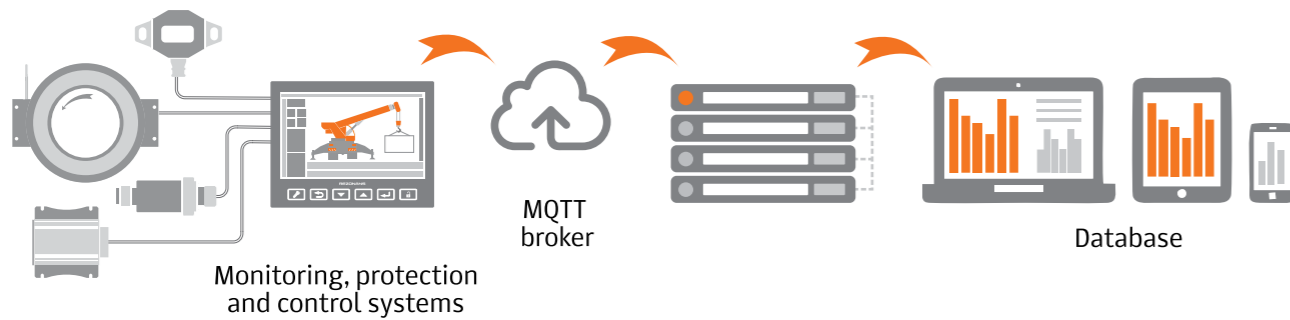 MQTT
broker
Database
Monitoring, protection
and control systems